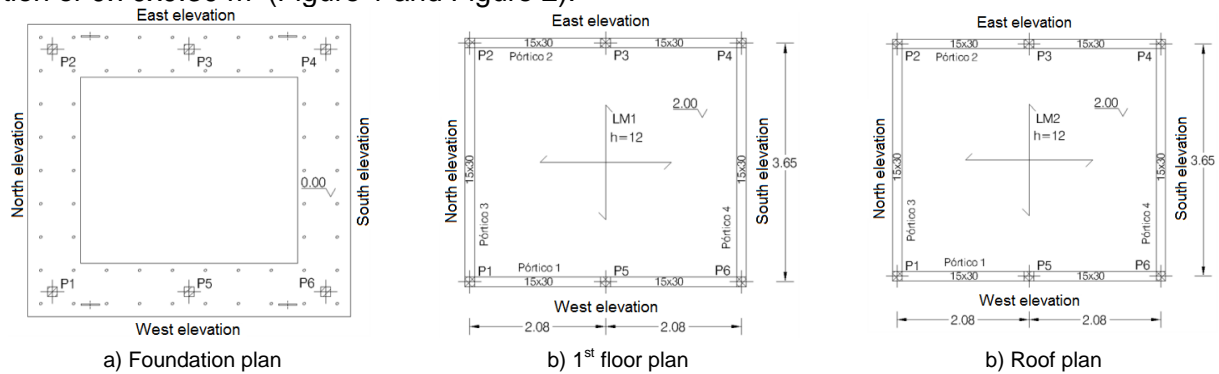 (Figure 1 and Figure 2).
East elevation
P2 P3 P4
North elevation
0.00
South elevation
P1 P5 P6
West elevation
a) Foundation plan
East elevation
15x30 15x30
P2 Pórtico 2 P3 P4
2.00
LM1
h=12
North elevation
15x30
15x30
South elevation
3.65
Pórtico 3
Pórtico 4
P1 Pórtico 1 P5 P6
15x30 15x30
West elevation
2.08 2.08
b) 1st floor plan
East elevation
15x30 15x30
P2 Pórtico 2 P3 P4
2.00
LM2
h=12
North elevation
15x30
15x30
South elevation
3.65
Pórtico 3
Pórtico 4
P1 Pórtico 1 P5 P6
15x30 15x30
West elevation
2.08 2.08
b) Roof plan